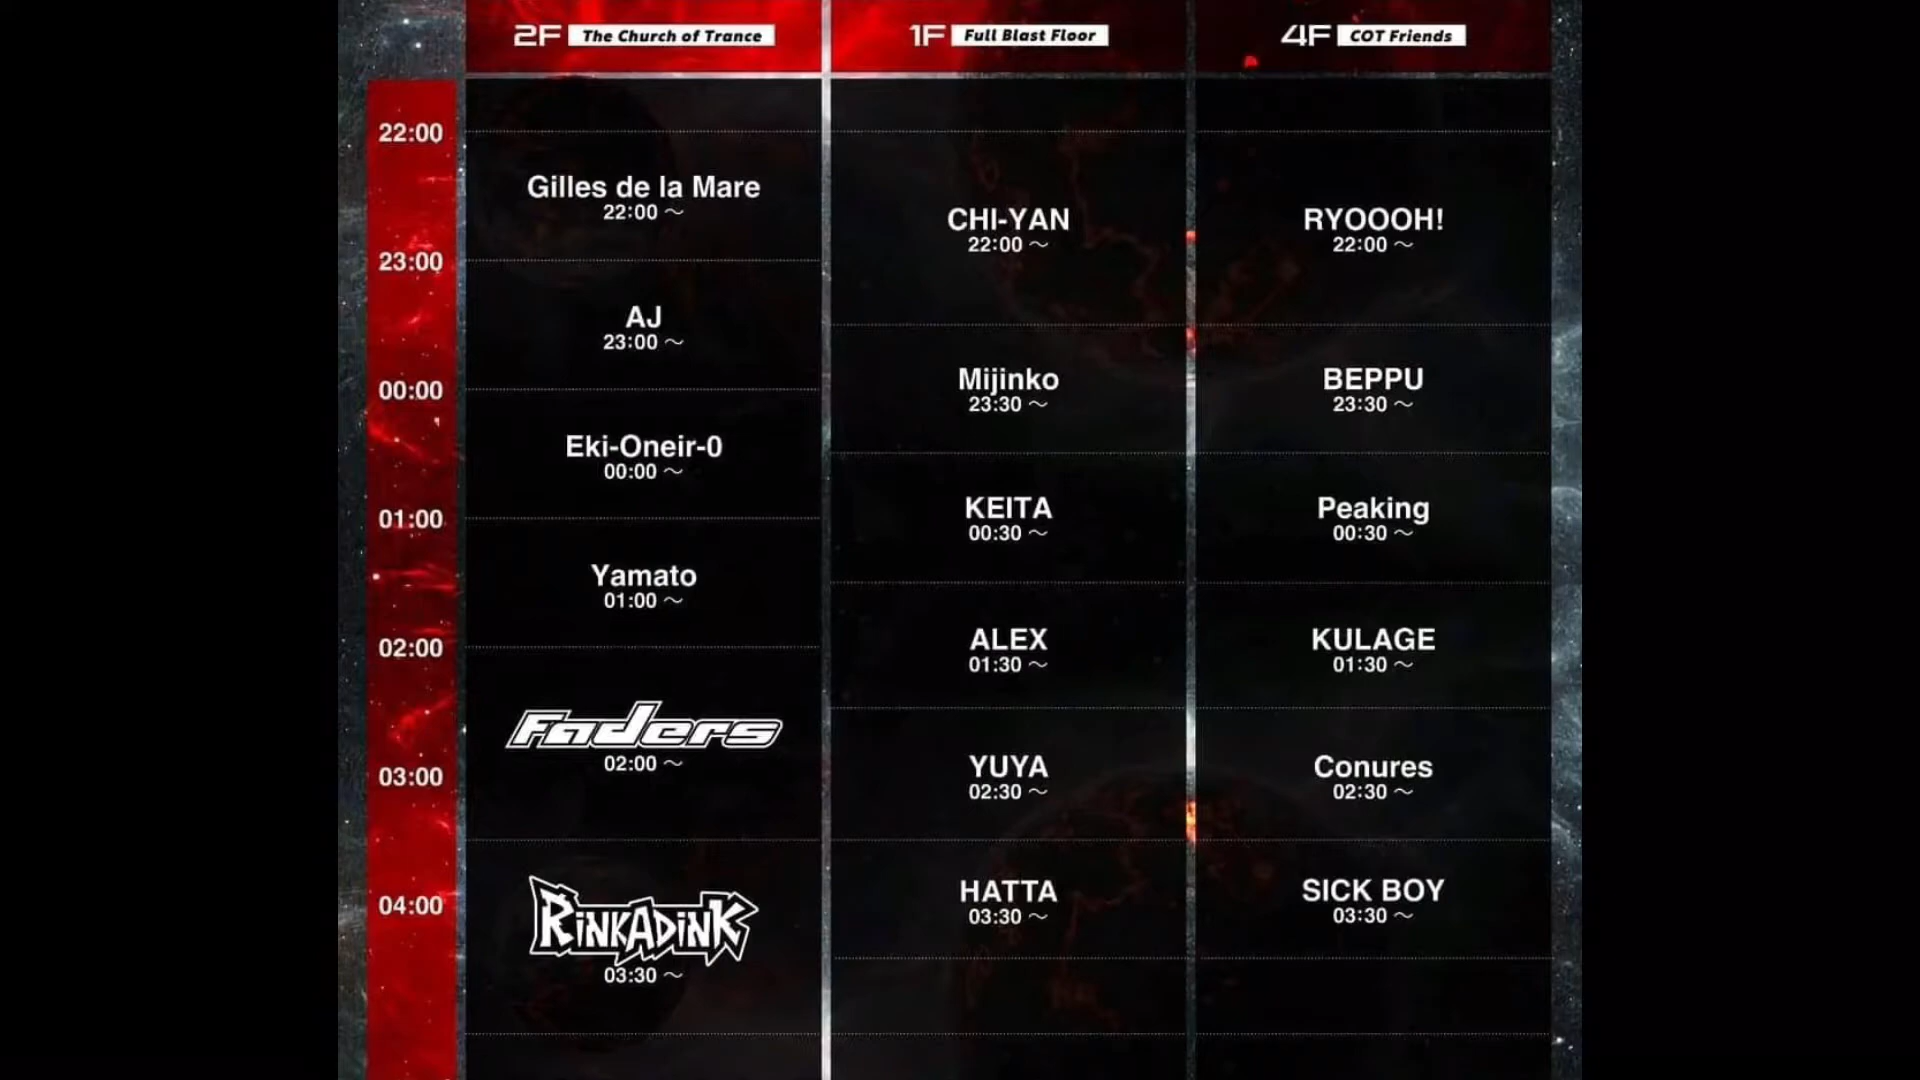 2F The Church of Trance
1F Full Blast Floor
4F COT Friends
22:00
23:00
00:00
01:00
02:00
03:00
04:00
Gilles de la Mare
22:00 ～
AJ
23:00 ～
Eki-Oneir-0
00:00 ～
Yamato
01:00 ～
Faders
02:00 ～
RiNKADiNK
03:30 ～
CHI-YAN
22:00 ～
Mijinko
23:30 ～
KEITA
00:30 ～
ALEX
01:30 ～
YUYA
02:30 ～
HATTA
03:30 ～
RYOOOH!
22:00 ～
BEPPU
23:30 ～
Peaking
00:30 ～
KULAGE
01:30 ～
Conures
02:30 ～
SICK BOY
03:30 ～